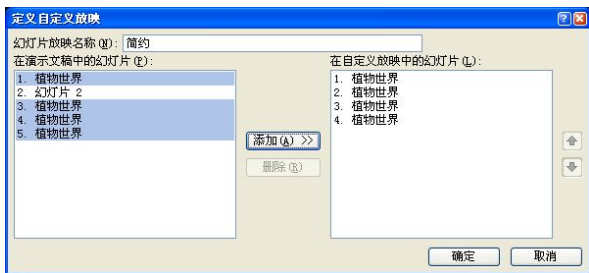 定义自定义放映
幻灯片放映名称(N): 简约
在演示文稿中的幻灯片(P):
1. 植物世界
2. 幻灯片 2
3. 植物世界
4. 植物世界
5. 植物世界
添加(A) >>
删除(R)
在自定义放映中的幻灯片(L):
1. 植物世界
2. 植物世界
3. 植物世界
4. 植物世界
确定
取消